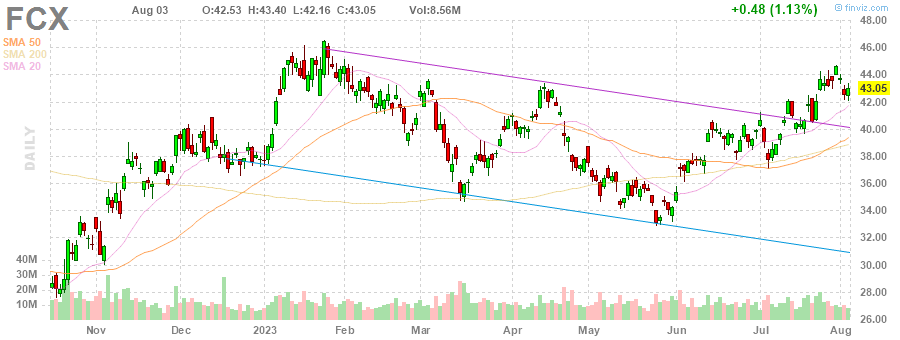 FCX Aug 03 O:42.53 H:43.40 L:42.16 C:43.05 Vol:8.56M +0.48 (1.13%) © finviz.com
SMA 50
SMA 200
SMA 20
DAILY
48.00
46.00
44.00
43.05
42.00
40.00
38.00
36.00
34.00
32.00
30.00
28.00
26.00
40M
30M
20M
10M
Nov Dec 2023 Feb Mar Apr May Jun Jul Aug